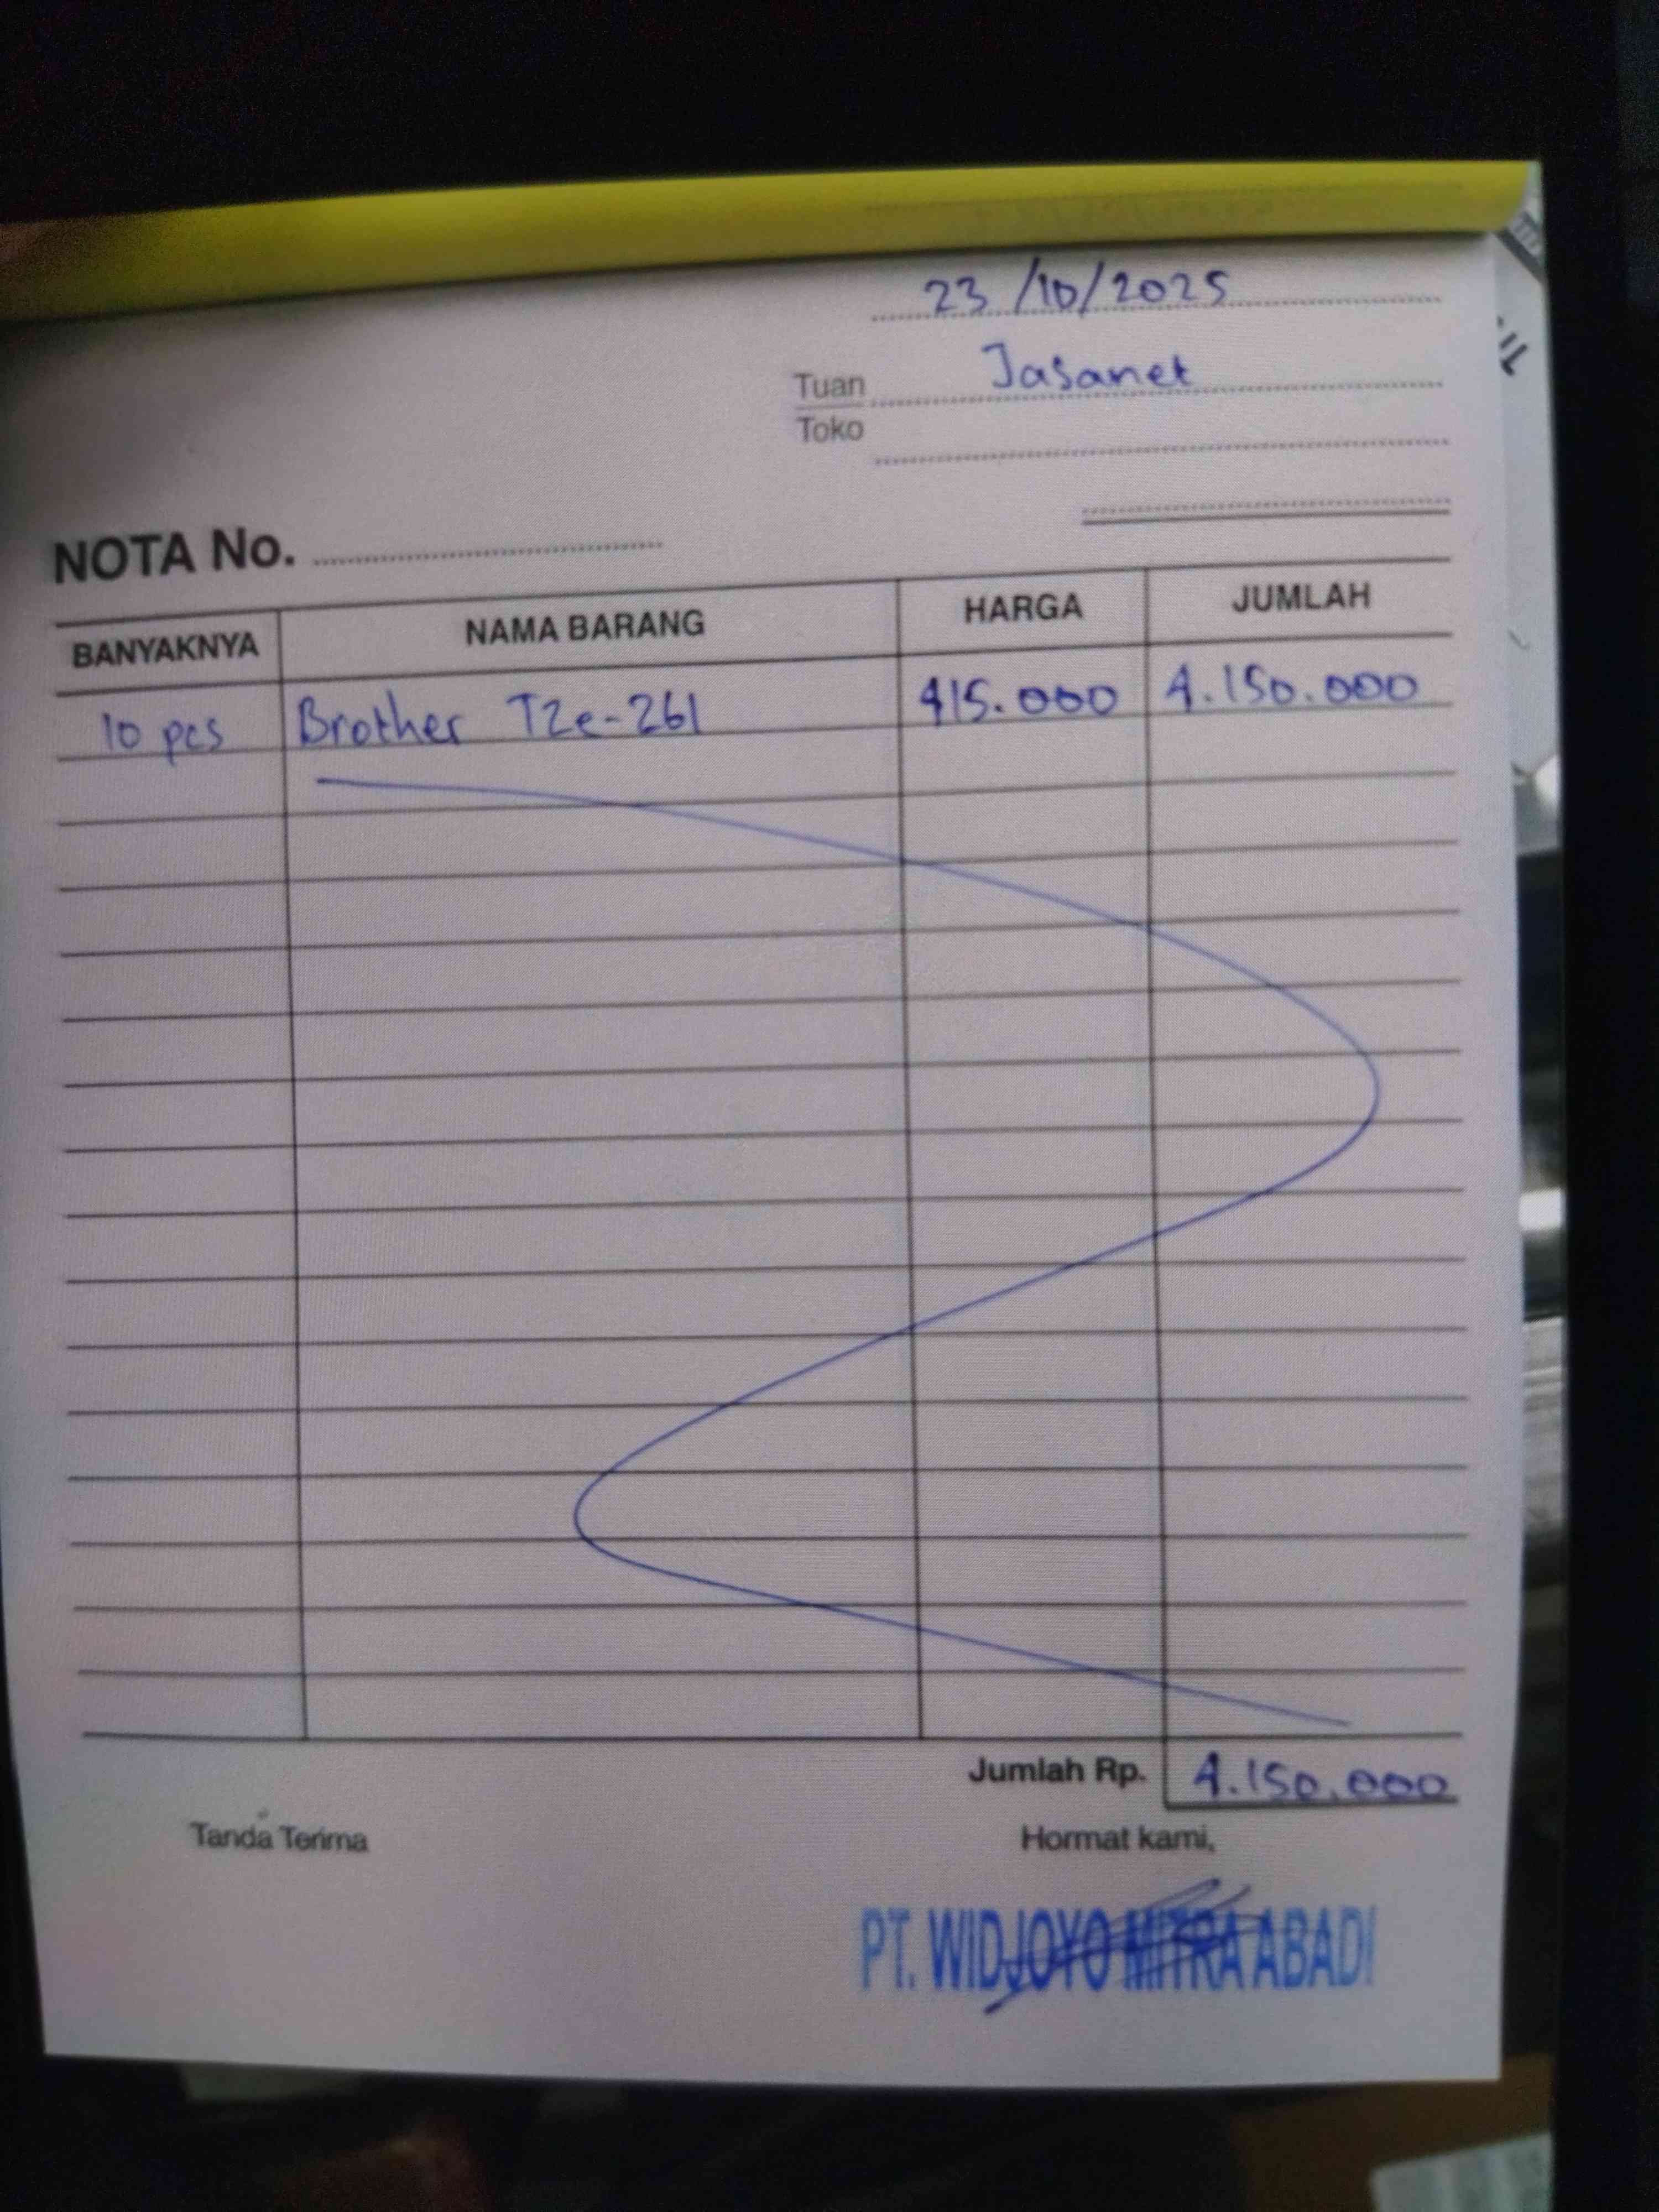 23/10/2025
Tuan Jasanet
Toko
NOTA No.
BANYAKNYA NAMA BARANG HARGA JUMLAH
10 pcs Brother TZe-261 415.000 4.150.000
Jumlah Rp. 4.150.000
Tanda Terima Hormat kami,
PT. WIDJOYO MITRA ABADI